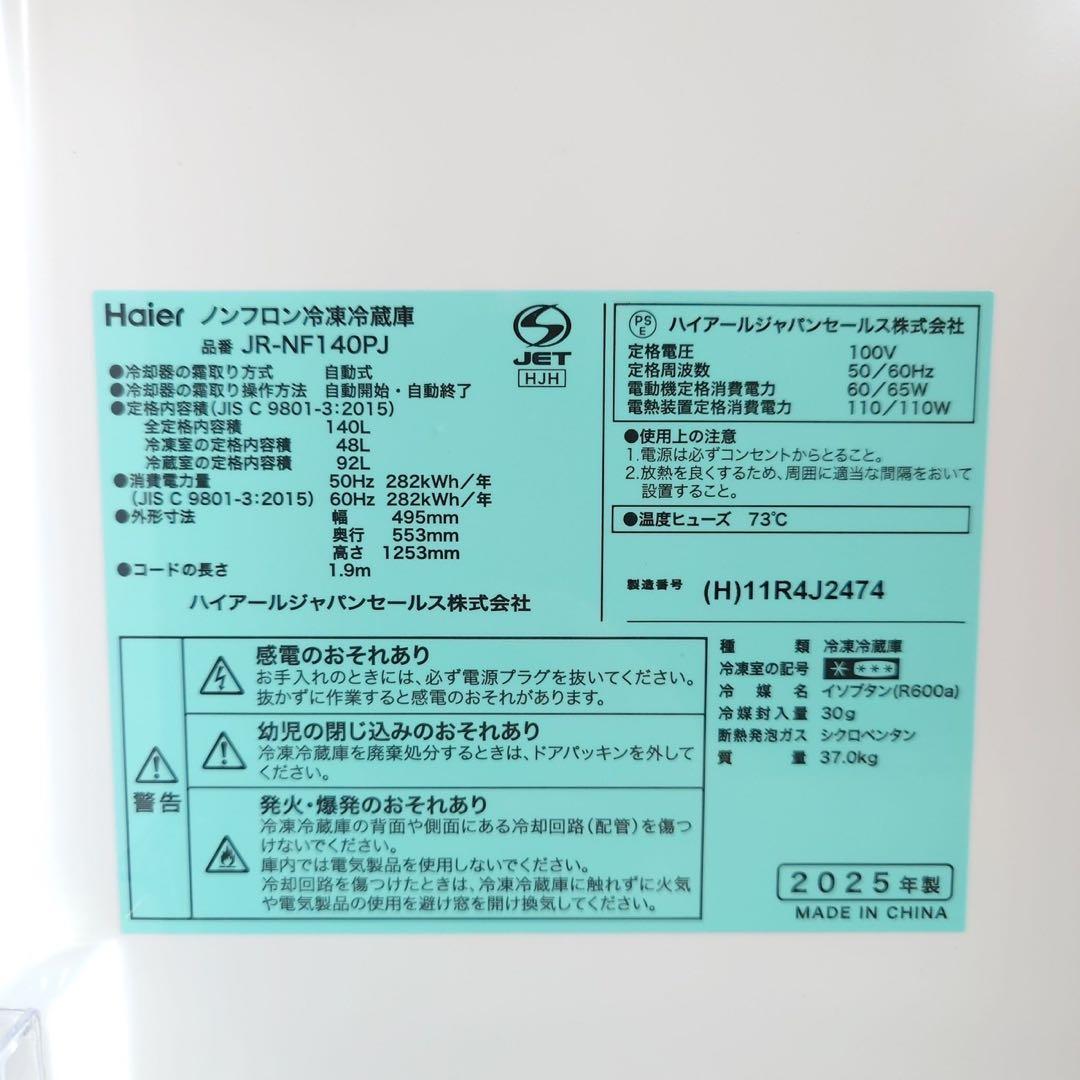 Haier ノンフロン冷凍冷蔵庫
品番 JR-NF140PJ
●冷却器の霜取り方式 自動式
●冷却器の霜取り操作方法 自動開始・自動終了
●定格内容積(JIS C 9801-3:2015)
全定格内容積 140L
冷凍室の定格内容積 48L
冷蔵室の定格内容積 92L
●消費電力量 50Hz 282kWh/年
(JIS C 9801-3:2015) 60Hz 282kWh/年
●外形寸法 幅 495mm
奥行 553mm
高さ 1253mm
●コードの長さ 1.9m
ハイアールジャパンセールス株式会社
JET
HJH
PS
E
ハイアールジャパンセールス株式会社
定格電圧 100V
定格周波数 50/60Hz
電動機定格消費電力 60/65W
電熱装置定格消費電力 110/110W
●使用上の注意
1.電源は必ずコンセントからとること。
2.放熱を良くするため、周囲に適当な間隔をおいて
設置すること。
●温度ヒューズ 73℃
製造番号 (H)11R4J2474
警告
感電のおそれあり
お手入れのときには、必ず電源プラグを抜いてください。
抜かずに作業すると感電のおそれがあります。
幼児の閉じ込みのおそれあり
冷凍冷蔵庫を廃棄処分するときは、ドアパッキンを外して
ください。
発火・爆発のおそれあり
冷凍冷蔵庫の背面や側面にある冷却回路(配管)を傷つ
けないでください。
庫内では電気製品を使用しないでください。
冷却回路を傷つけたときは、冷凍冷蔵庫に触れずに火気
や電気製品の使用を避け窓を開け換気してください。
種類 冷凍冷蔵庫
冷凍室の記号 * ***
冷媒名 イソブタン(R600a)
冷媒封入量 30g
断熱発泡ガス シクロペンタン
質量 37.0kg
2025年製
MADE IN CHINA